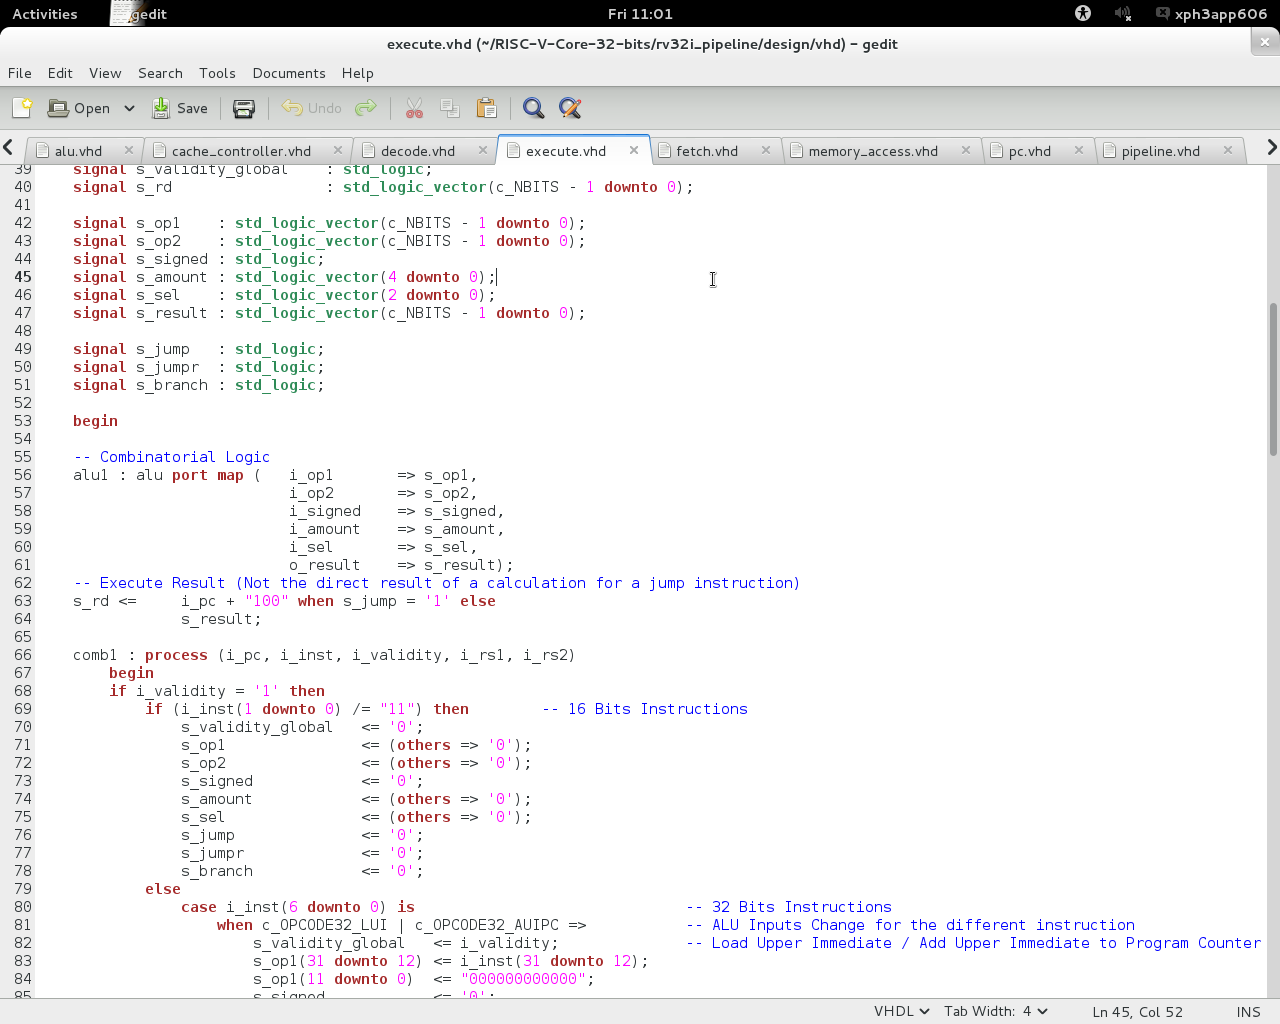 Activities gedit Fri 11:01 xph3app606
execute.vhd (~/RISC-V-Core-32-bits/rv32i_pipeline/design/vhd) - gedit
File Edit View Search Tools Documents Help
Open Save Undo
alu.vhd cache_controller.vhd decode.vhd execute.vhd fetch.vhd memory_access.vhd pc.vhd pipeline.vhd
39 signal s_validity_global : std_logic;
40 signal s_rd : std_logic_vector(c_NBITS - 1 downto 0);
41
42 signal s_op1 : std_logic_vector(c_NBITS - 1 downto 0);
43 signal s_op2 : std_logic_vector(c_NBITS - 1 downto 0);
44 signal s_signed : std_logic;
45 signal s_amount : std_logic_vector(4 downto 0);
46 signal s_sel : std_logic_vector(2 downto 0);
47 signal s_result : std_logic_vector(c_NBITS - 1 downto 0);
48
49 signal s_jump : std_logic;
50 signal s_jumpr : std_logic;
51 signal s_branch : std_logic;
52
53 begin
54
55 -- Combinatorial Logic
56 alu1 : alu port map ( i_op1 => s_op1,
57 i_op2 => s_op2,
58 i_signed => s_signed,
59 i_amount => s_amount,
60 i_sel => s_sel,
61 o_result => s_result);
62 -- Execute Result (Not the direct result of a calculation for a jump instruction)
63 s_rd <= i_pc + "100" when s_jump = '1' else
64 s_result;
65
66 comb1 : process (i_pc, i_inst, i_validity, i_rs1, i_rs2)
67 begin
68 if i_validity = '1' then
69 if (i_inst(1 downto 0) /= "11") then -- 16 Bits Instructions
70 s_validity_global <= '0';
71 s_op1 <= (others => '0');
72 s_op2 <= (others => '0');
73 s_signed <= '0';
74 s_amount <= (others => '0');
75 s_sel <= (others => '0');
76 s_jump <= '0';
77 s_jumpr <= '0';
78 s_branch <= '0';
79 else
80 case i_inst(6 downto 0) is -- 32 Bits Instructions
81 when c_OPCODE32_LUI | c_OPCODE32_AUIPC => -- ALU Inputs Change for the different instruction
82 s_validity_global <= i_validity; -- Load Upper Immediate / Add Upper Immediate to Program Counter
83 s_op1(31 downto 12) <= i_inst(31 downto 12);
84 s_op1(11 downto 0) <= "000000000000";
85 s_signed <= '0';
VHDL Tab Width: 4 Ln 45, Col 52 INS